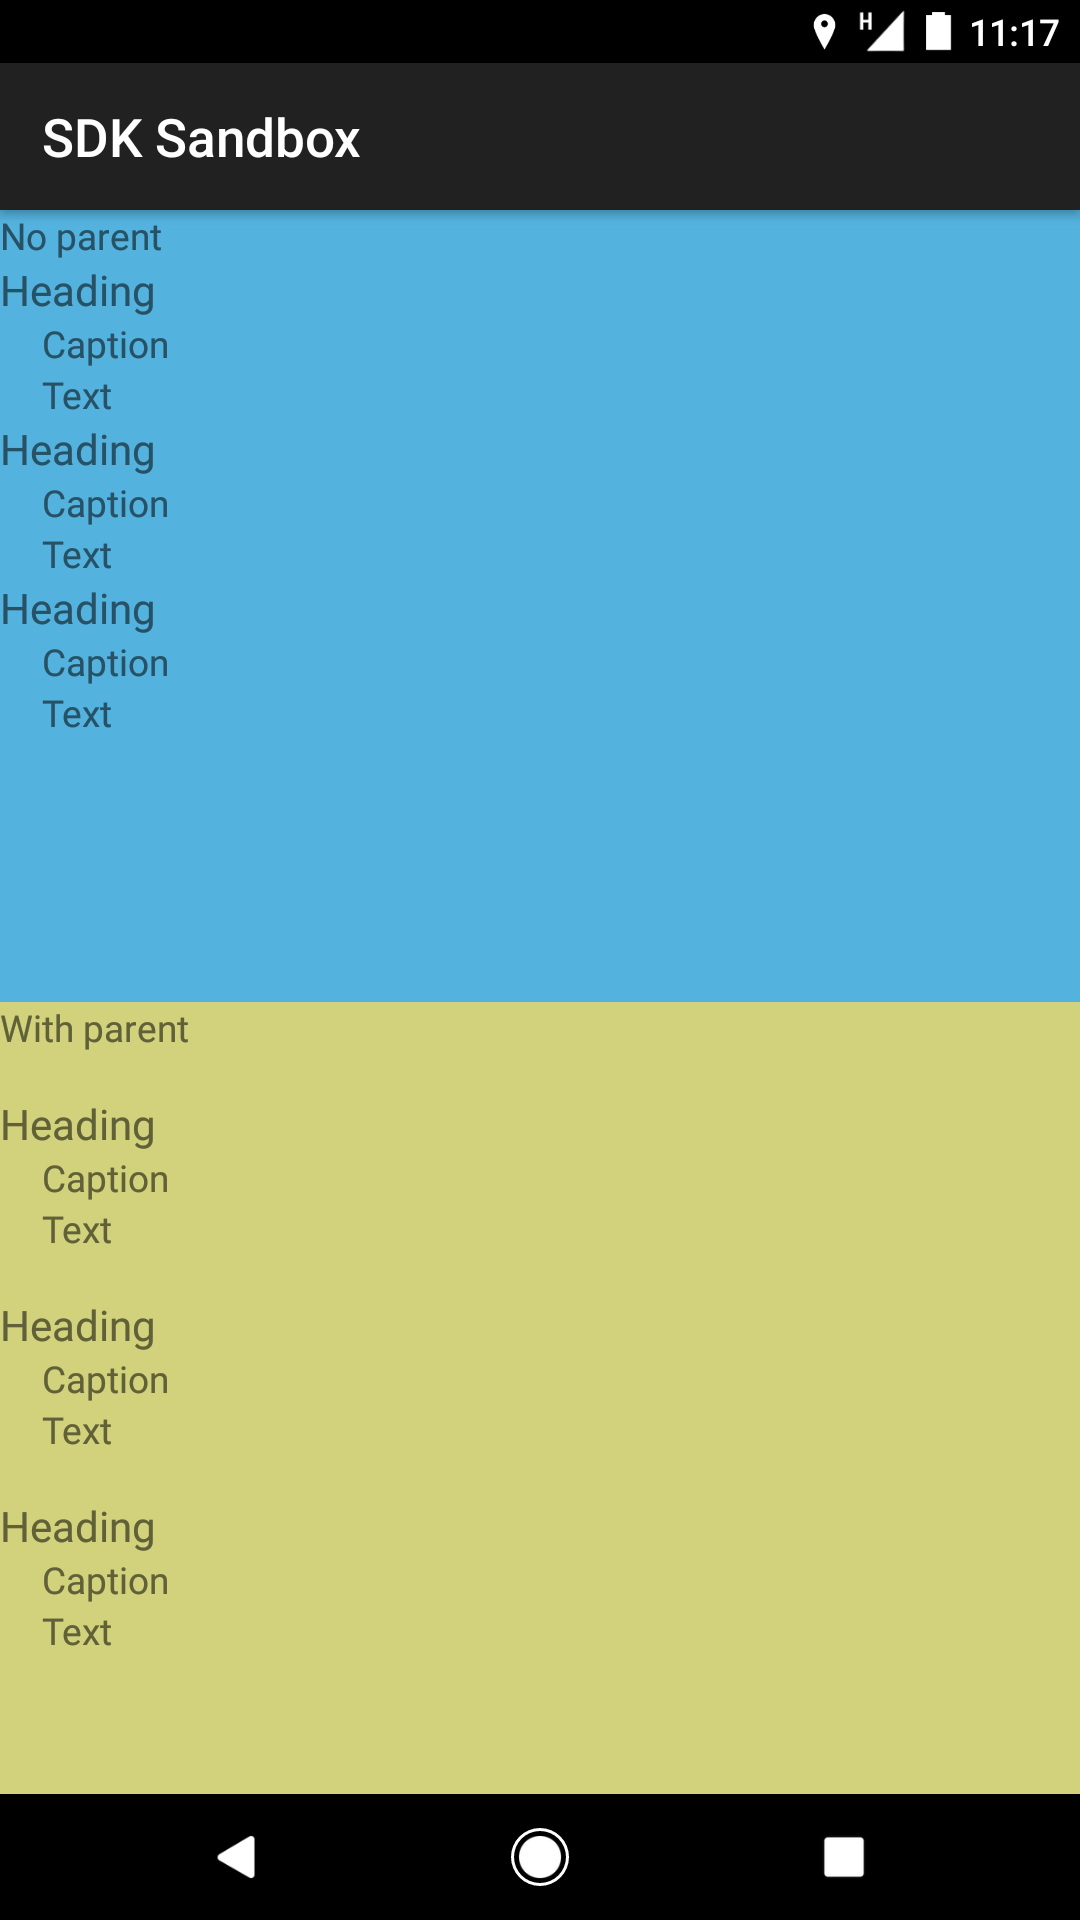 H 11:17
SDK Sandbox
No parent
Heading
Caption
Text
Heading
Caption
Text
Heading
Caption
Text
With parent
Heading
Caption
Text
Heading
Caption
Text
Heading
Caption
Text